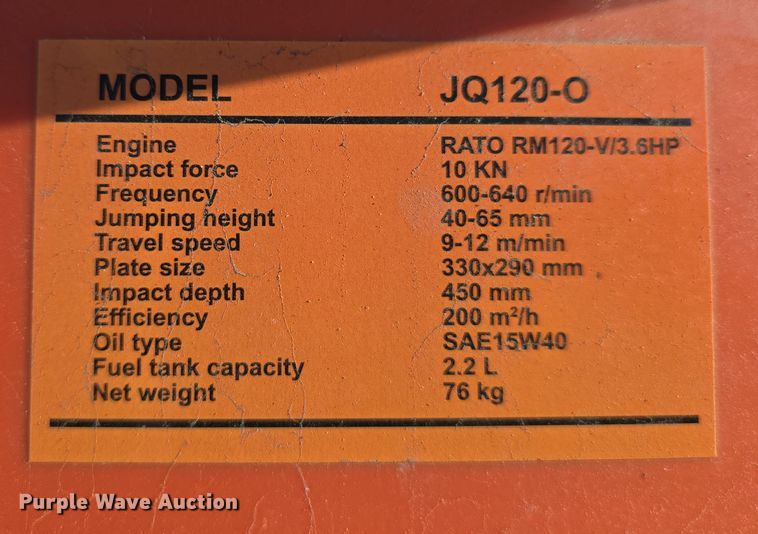 MODEL JQ120-O
Engine RATO RM120-V/3.6HP
Impact force 10 KN
Frequency 600-640 r/min
Jumping height 40-65 mm
Travel speed 9-12 m/min
Plate size 330x290 mm
Impact depth 450 mm
Efficiency 200 m²/h
Oil type SAE15W40
Fuel tank capacity 2.2 L
Net weight 76 kg
Purple Wave Auction